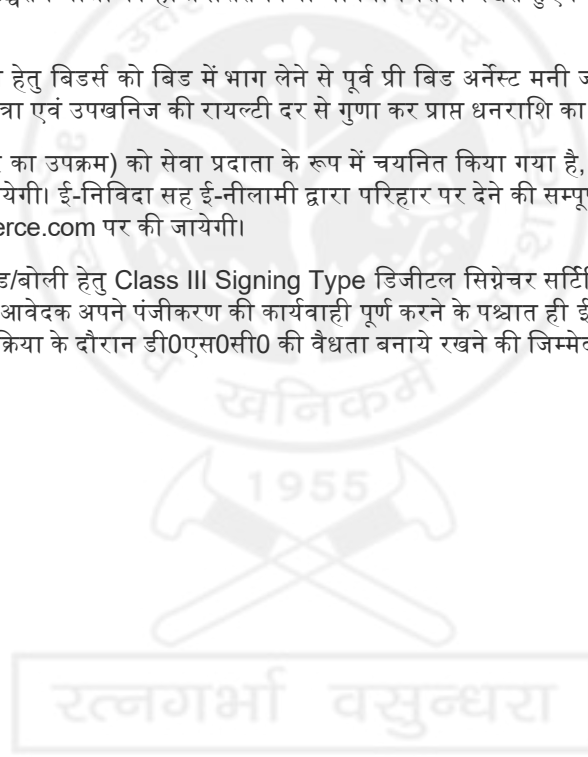 हेतु बिडर्स को बिड में भाग लेने से पूर्व प्री बिड अर्नेस्ट मनी ज
त्रा एवं उपखनिज की रायल्टी दर से गुणा कर प्राप्त धनराशि का
का उपक्रम) को सेवा प्रदाता के रूप में चयनित किया गया है,
येगी। ई-निविदा सह ई-नीलामी द्वारा परिहार पर देने की सम्पूर
erce.com पर की जायेगी।
ड/बोली हेतु Class III Signing Type डिजीटल सिग्नेचर सर्टि
आवेदक अपने पंजीकरण की कार्यवाही पूर्ण करने के पश्चात ही ई
क्रिया के दौरान डी0एस0सी0 की वैधता बनाये रखने की जिम्मेद
खनिकर्म
1955
रत्नगर्भा वसुन्धरा